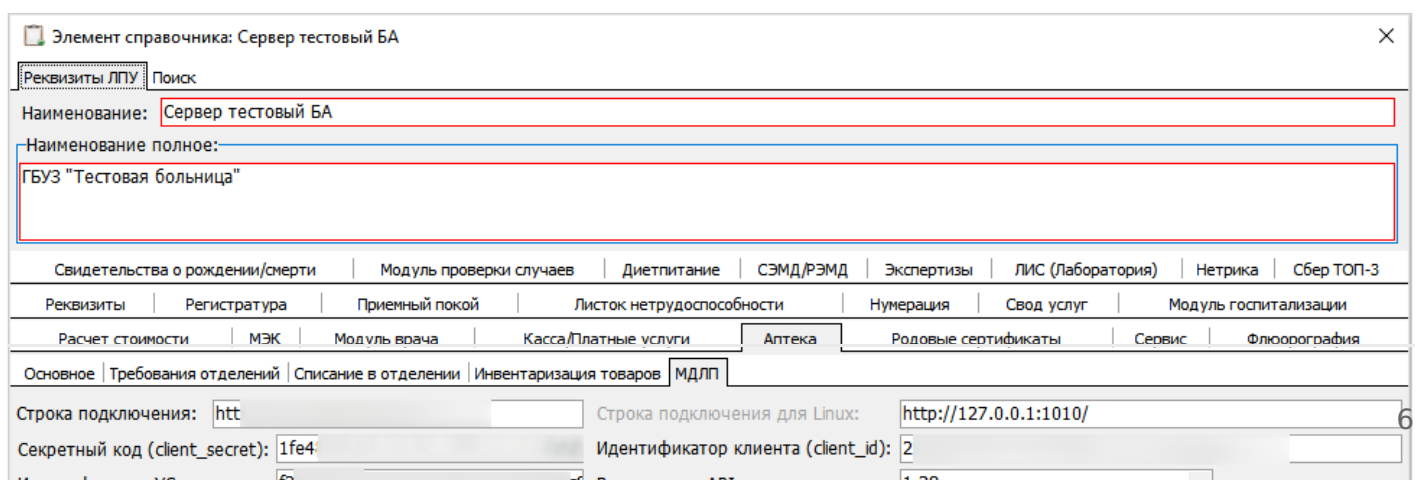 Элемент справочника: Сервер тестовый БА
Реквизиты ЛПУ Поиск
Наименование: Сервер тестовый БА
Наименование полное:
ГБУЗ "Тестовая больница"
Свидетельства о рождении/смерти Модуль проверки случаев Диетпитание СЭМД/РЭМД Экспертизы ЛИС (Лаборатория) Нетрика Сбер ТОП-3
Реквизиты Регистратура Приемный покой Листок нетрудоспособности Нумерация Свод услуг Модуль госпитализации
Расчет стоимости МЭК Модуль врача Касса/Платные услуги Аптека Родовые сертификаты Сервис Флюорография
Основное Требования отделений Списание в отделении Инвентаризация товаров МДЛП
Строка подключения: htt Строка подключения для Linux: http://127.0.0.1:1010/
6
Секретный код (client_secret): 1fe4 Идентификатор клиента (client_id): 2